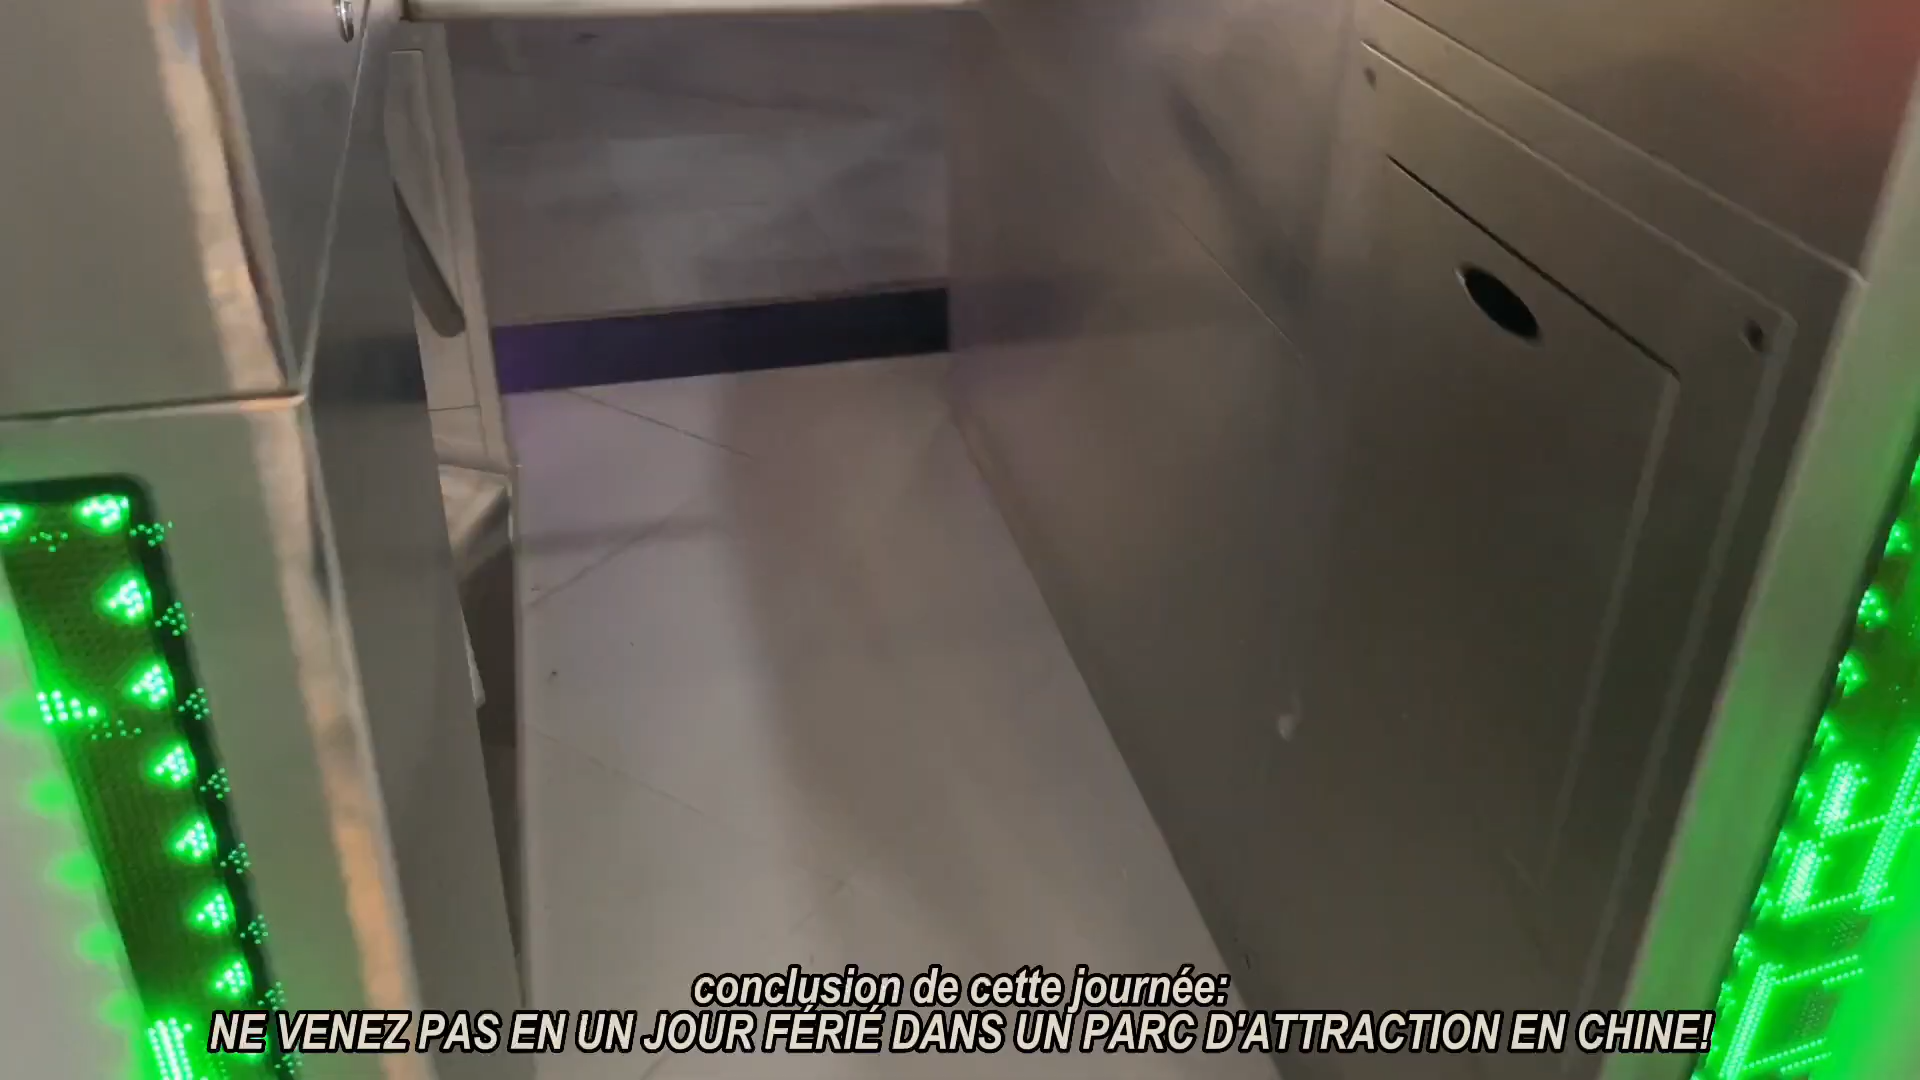 conclusion de cette journée:
NE VENEZ PAS EN UN JOUR FÉRIÉ DANS UN PARC D'ATTRACTION EN CHINE!